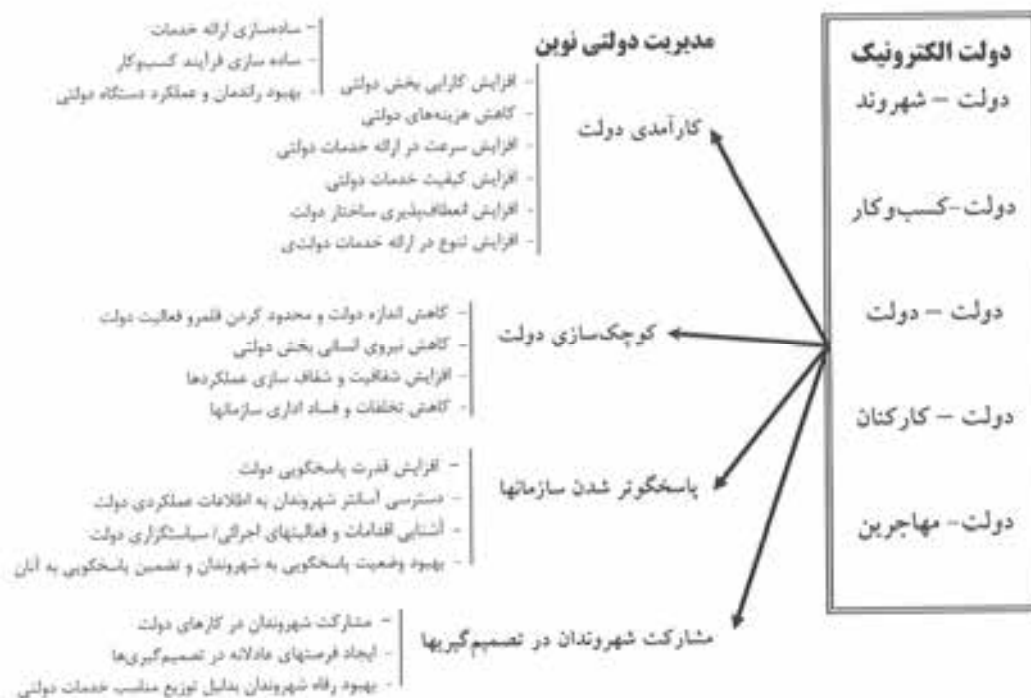 دولت الکترونیک
دولت – شهروند
دولت-کسب‌وکار
دولت – دولت
دولت – کارکنان
دولت- مهاجرین
مدیریت دولتی نوین
کارآمدی دولت
- ساده‌سازی ارائه خدمات
- ساده سازی فرآیند کسب‌وکار
- بهبود راندمان و عملکرد دستگاه دولتی
- افزایش کارایی بخش دولتی
- کاهش هزینه‌های دولتی
- افزایش سرعت در ارائه خدمات دولتی
- افزایش کیفیت خدمات دولتی
- افزایش انعطاف‌پذیری ساختار دولت
- افزایش تنوع در ارائه خدمات دولتی
کوچک‌سازی دولت
- کاهش اندازه دولت و محدود کردن قلمرو فعالیت دولت
- کاهش نیروی انسانی بخش دولتی
- افزایش شفافیت و شفاف سازی عملکردها
- کاهش تخلفات و فساد اداری سازمانها
پاسخگوتر شدن سازمانها
- افزایش قدرت پاسخگویی دولت
- دسترسی آسانتر شهروندان به اطلاعات عملکردی دولت
- آشنایی اقدامات و فعالیتهای اجرائی/ سیاستگزاری دولت
- بهبود وضعیت پاسخگویی به شهروندان و تضمین پاسخگویی به آنان
مشارکت شهروندان در تصمیم‌گیریها
- مشارکت شهروندان در کارهای دولت
- ایجاد فرصتهای عادلانه در تصمیم‌گیری‌ها
- بهبود رفاه شهروندان بدلیل توزیع مناسب خدمات دولتی